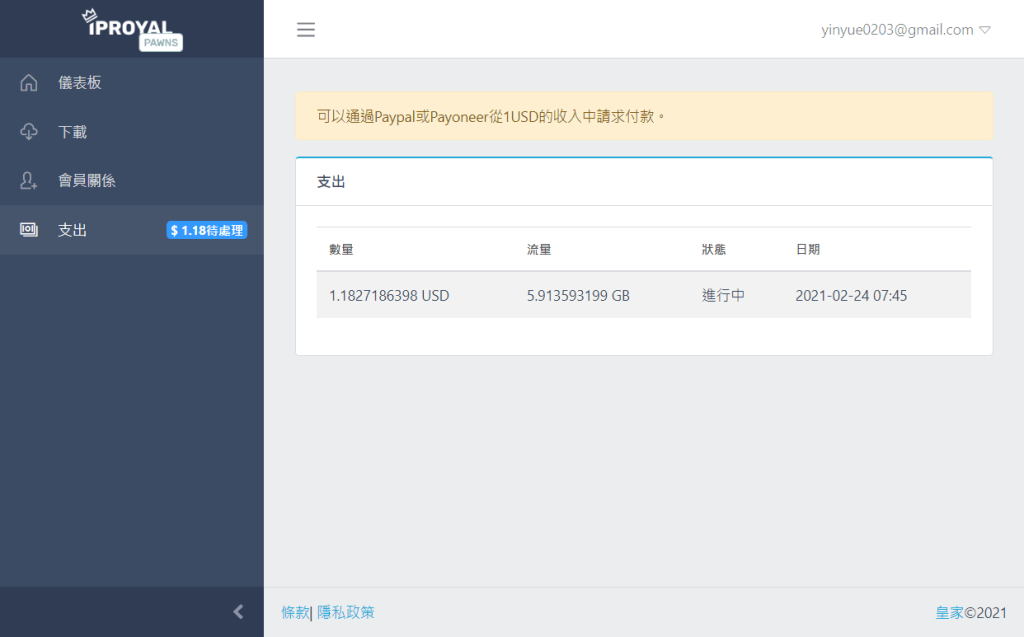 IPROYAL
PAWNS
yinyue0203@gmail.com
儀表板
下載
會員關係
支出 $ 1.18待處理
可以通過Paypal或Payoneer從1USD的收入中請求付款。
支出
數量 流量 狀態 日期
1.1827186398 USD 5.913593199 GB 進行中 2021-02-24 07:45
條款| 隱私政策
皇家©2021